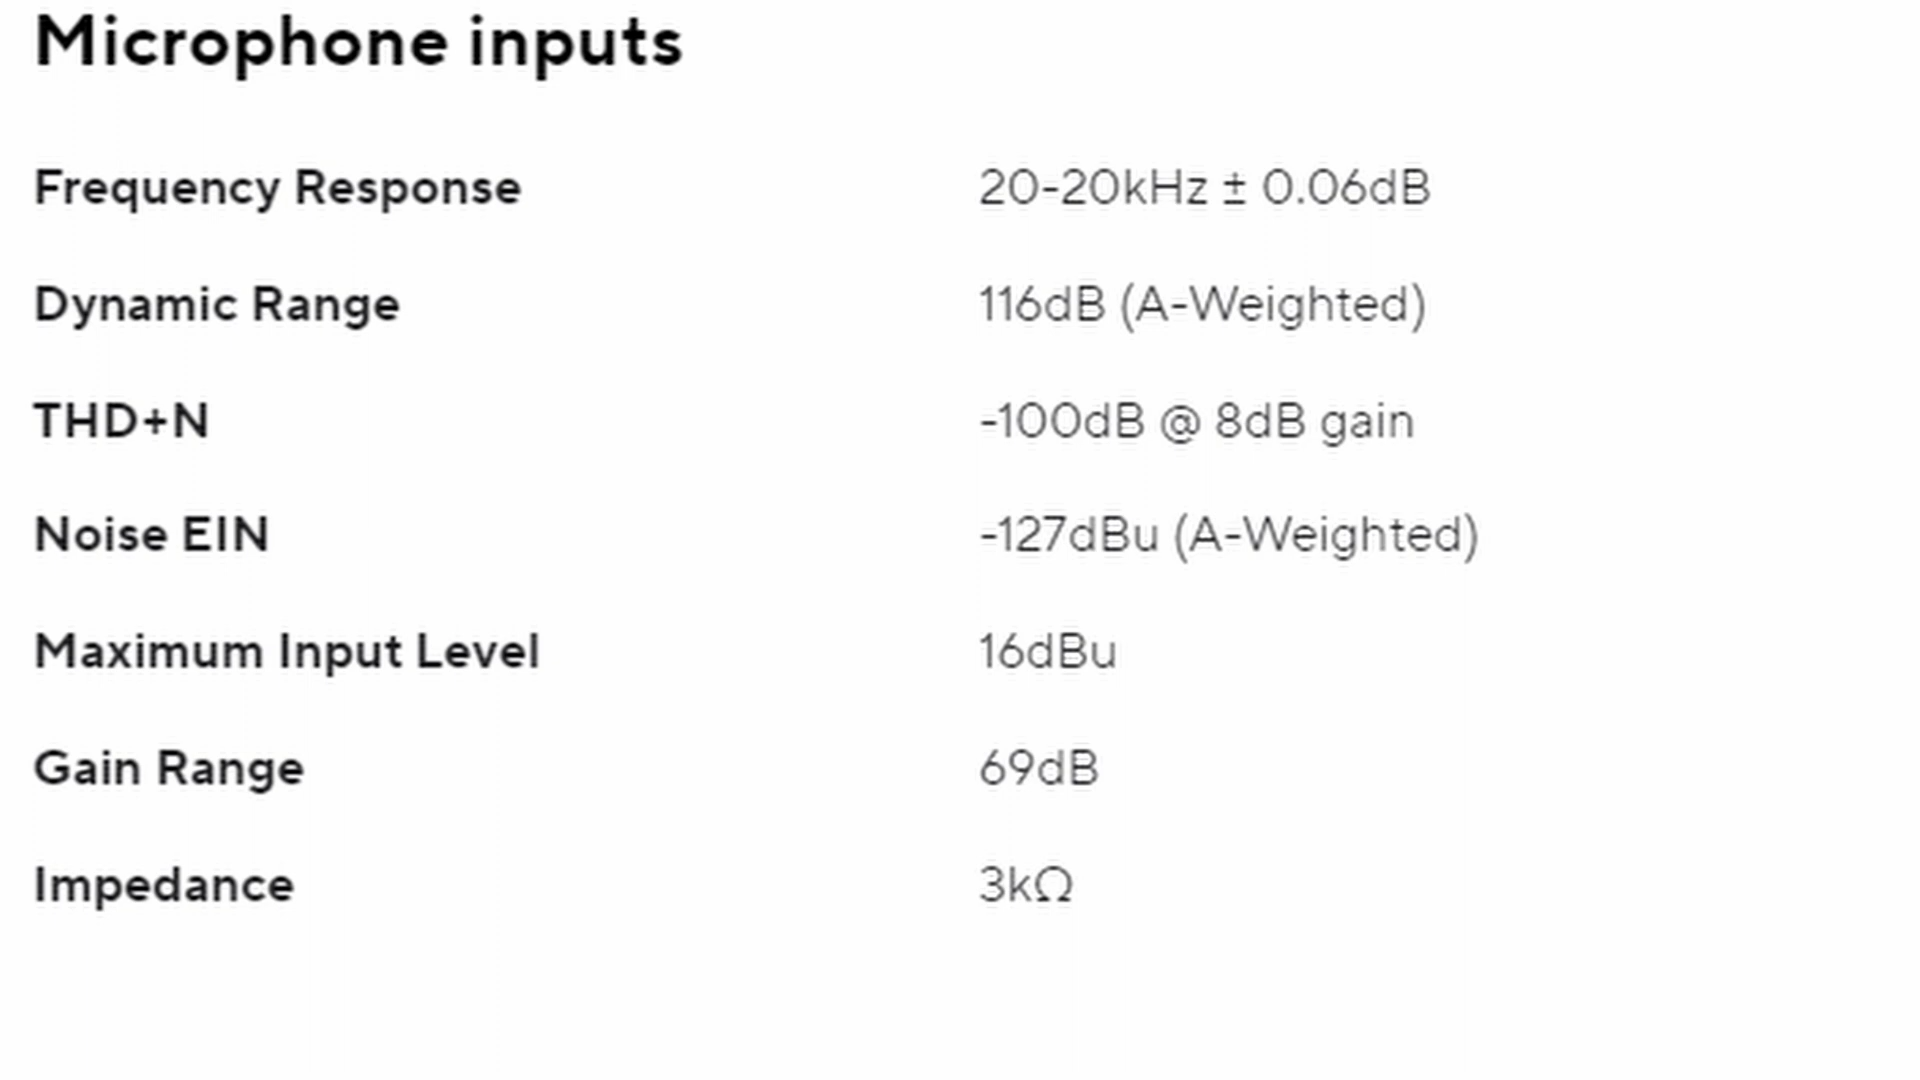 Microphone inputs
Frequency Response 20-20kHz ± 0.06dB
Dynamic Range 116dB (A-Weighted)
THD+N -100dB @ 8dB gain
Noise EIN -127dBu (A-Weighted)
Maximum Input Level 16dBu
Gain Range 69dB
Impedance 3kΩ